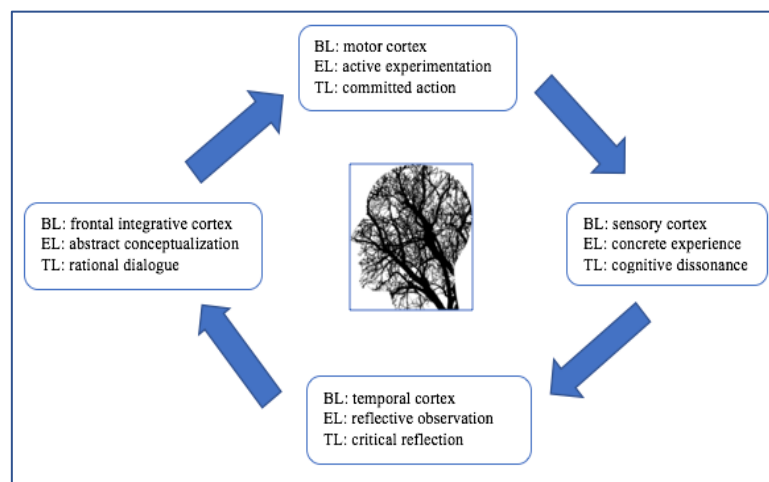 BL: motor cortex
EL: active experimentation
TL: committed action
BL: frontal integrative cortex
EL: abstract conceptualization
TL: rational dialogue
BL: sensory cortex
EL: concrete experience
TL: cognitive dissonance
BL: temporal cortex
EL: reflective observation
TL: critical reflection